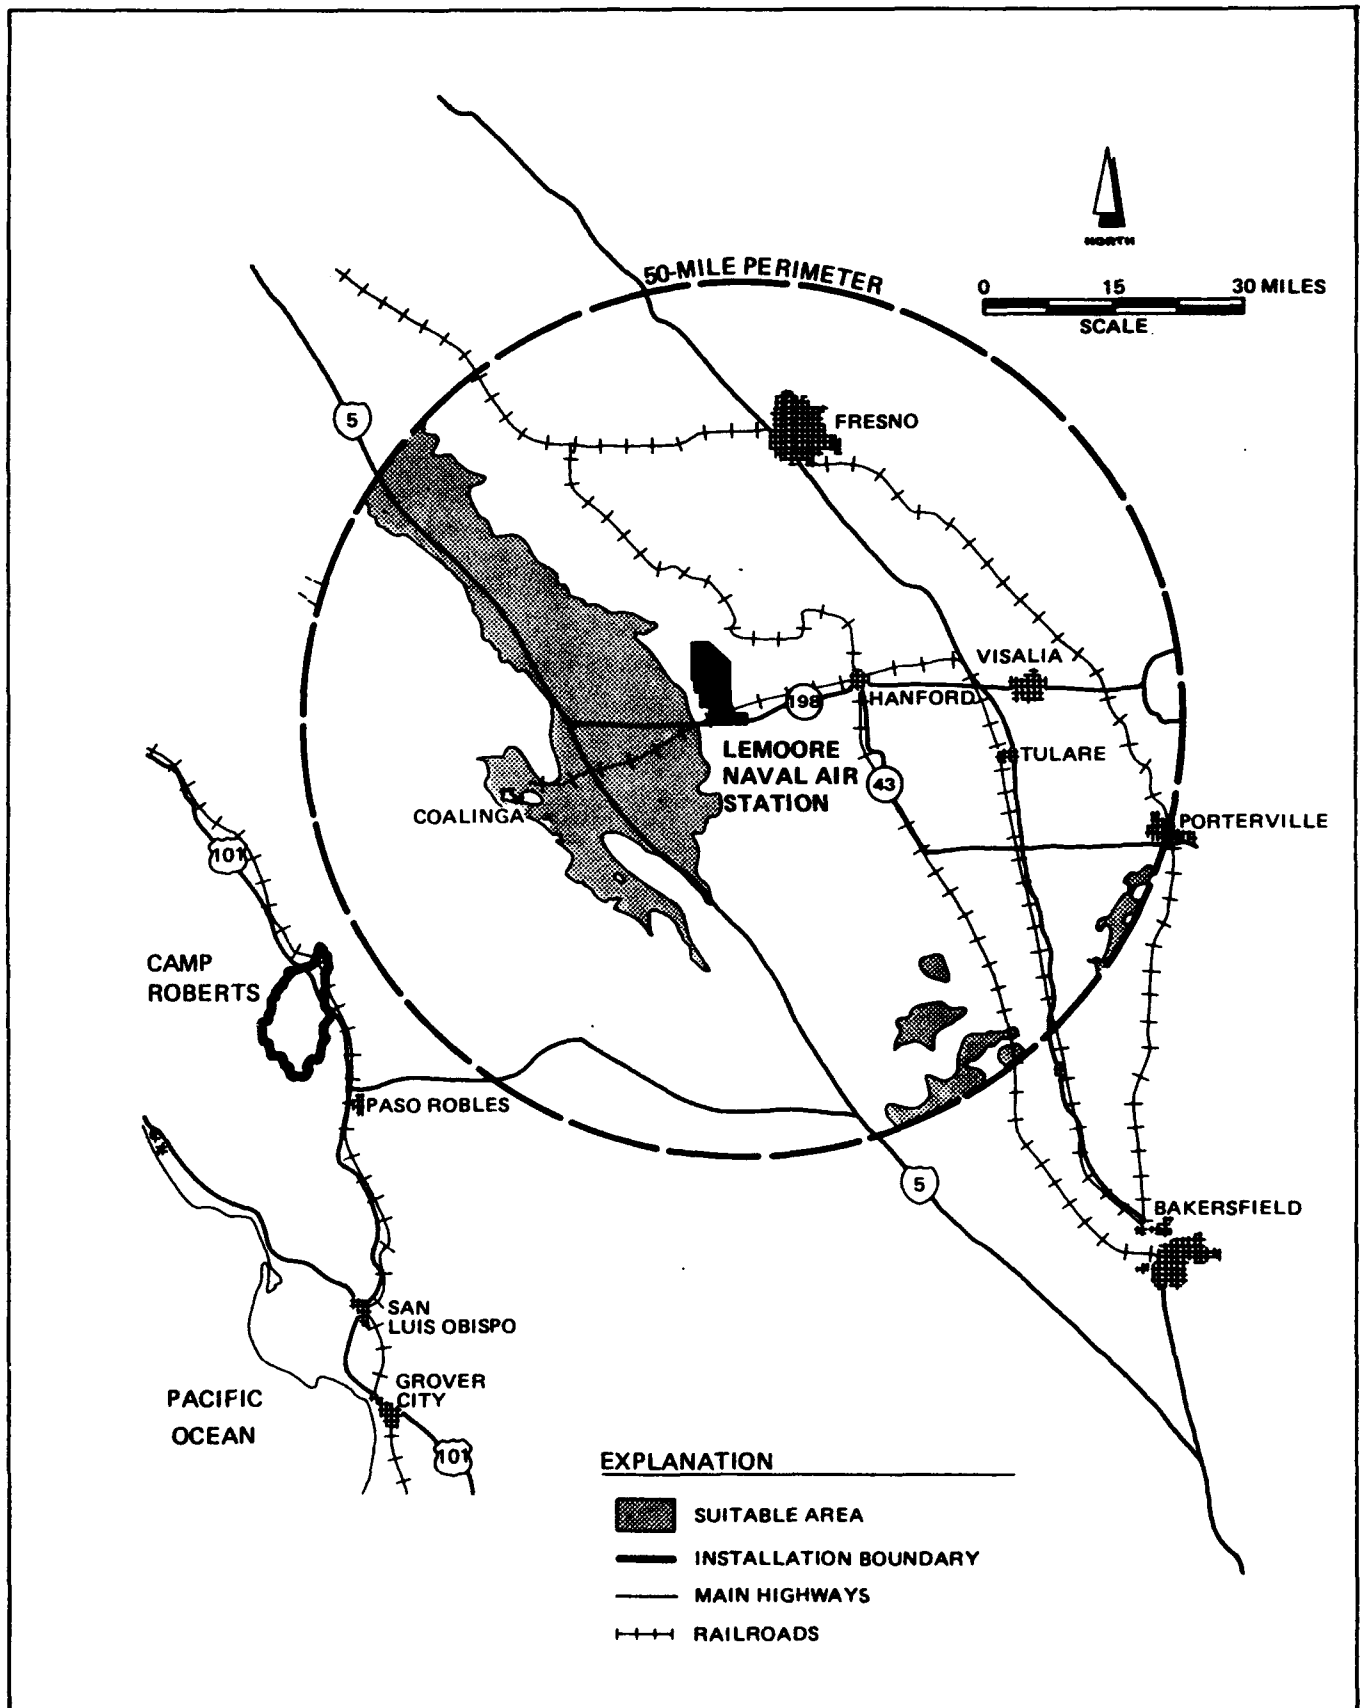 NORTH
50-MILE PERIMETER
0 15 30 MILES
SCALE
5
FRESNO
VISALIA
198
HANFORD
LEMOORE
NAVAL AIR
STATION
TULARE
43
COALINGA
PORTERVILLE
101
CAMP
ROBERTS
PASO ROBLES
5
BAKERSFIELD
SAN
LUIS OBISPO
GROVER
CITY
PACIFIC
OCEAN
101
EXPLANATION
SUITABLE AREA
INSTALLATION BOUNDARY
MAIN HIGHWAYS
RAILROADS